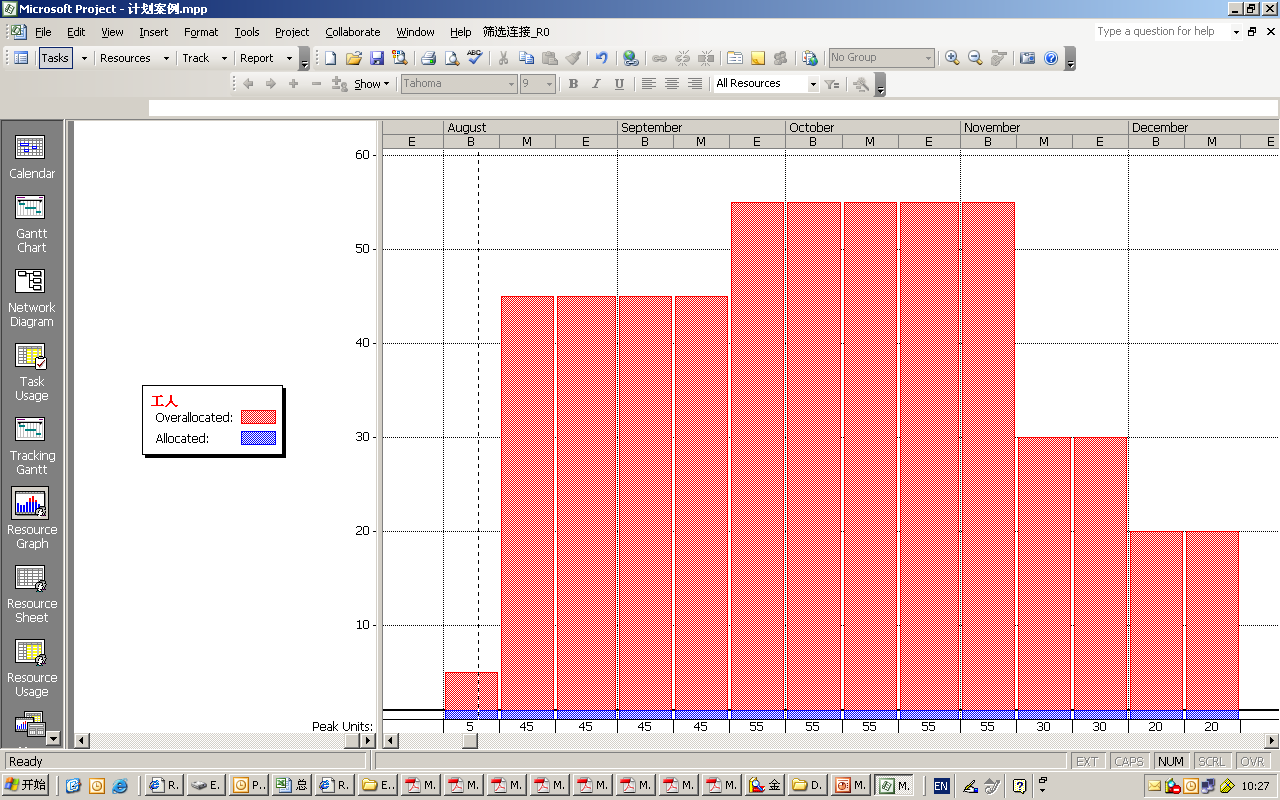 Microsoft Project - 计划案例.mpp
File Edit View Insert Format Tools Project Collaborate Window Help 筛选连接_R0
Type a question for help
Tasks Resources Track Report
No Group
Show Tahoma 9 B I U All Resources
Calendar
Gantt
Chart
Network
Diagram
Task
Usage
Tracking
Gantt
Resource
Graph
Resource
Sheet
Resource
Usage
工人
Overallocated:
Allocated:
August September October November December
E B M E B M E B M E B M E B M E
60
50
40
30
20
10
Peak Units: 5 45 45 45 45 55 55 55 55 55 30 30 20 20
Ready
EXT CAPS NUM SCRL OVR
开始 R. E. P.. 总 R. E.. M. M. M. M. M. M. M. M. 金 D. M. M. EN 10:27